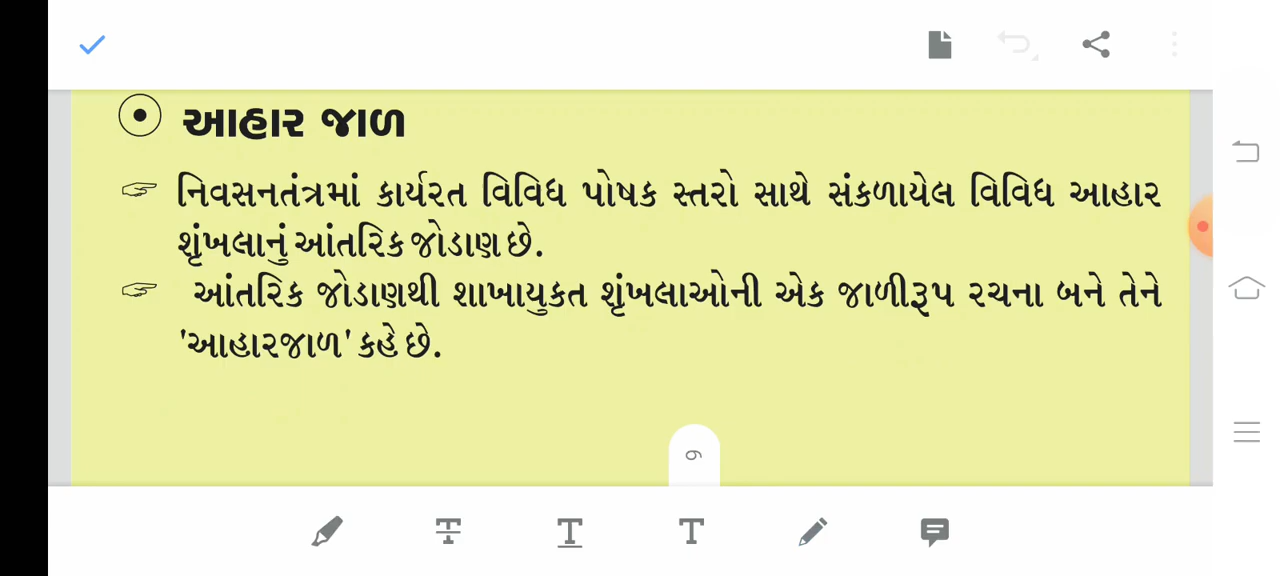 આહાર જાળ
☞ નિવસનતંત્રમાં કાર્યરત વિવિધ પોષક સ્તરો સાથે સંકળાયેલ વિવિધ આહાર
શૃંખલાનું આંતરિક જોડાણ છે.
☞ આંતરિક જોડાણથી શાખાયુકત શૃંખલાઓની એક જાળીરૂપ રચના બને તેને
'આહારજાળ' કહે છે.